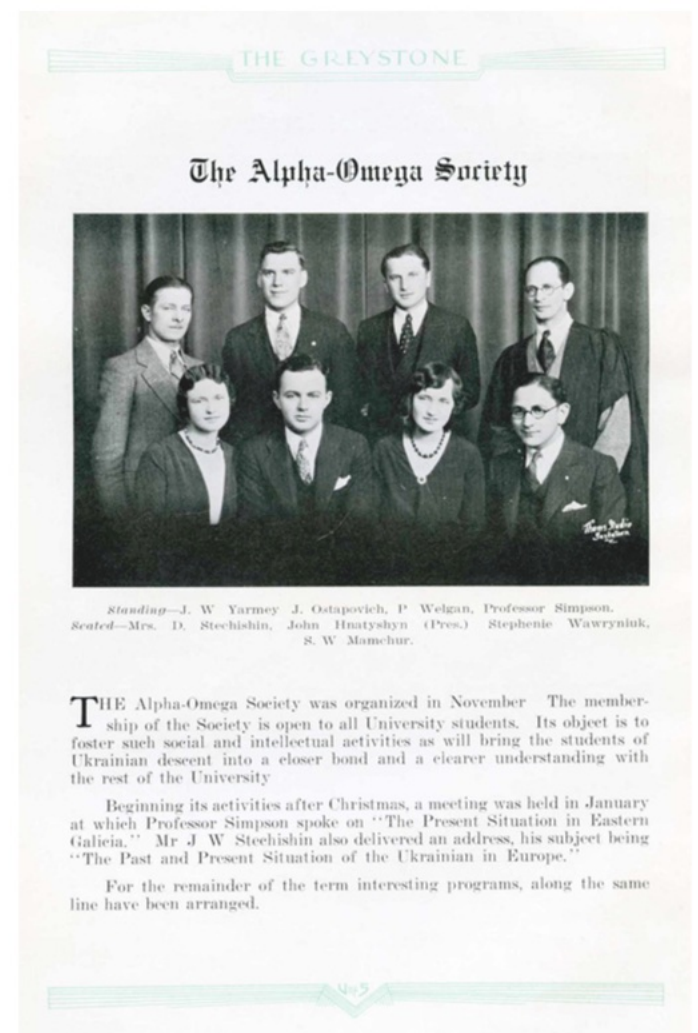 THE GREYSTONE
The Alpha-Omega Society
Standing—J. W Yarmey J. Ostapovich, P Welgan, Professor Simpson.
Seated—Mrs. D. Stechishin, John Hnatyshyn (Pres.) Stephenie Wawryniuk,
S. W Mamchur.
THE Alpha-Omega Society was organized in November The member-
ship of the Society is open to all University students. Its object is to
foster such social and intellectual activities as will bring the students of
Ukrainian descent into a closer bond and a clearer understanding with
the rest of the University
Beginning its activities after Christmas, a meeting was held in January
at which Professor Simpson spoke on "The Present Situation in Eastern
Galicia." Mr J W Stechishin also delivered an address, his subject being
"The Past and Present Situation of the Ukrainian in Europe."
For the remainder of the term interesting programs, along the same
line have been arranged.